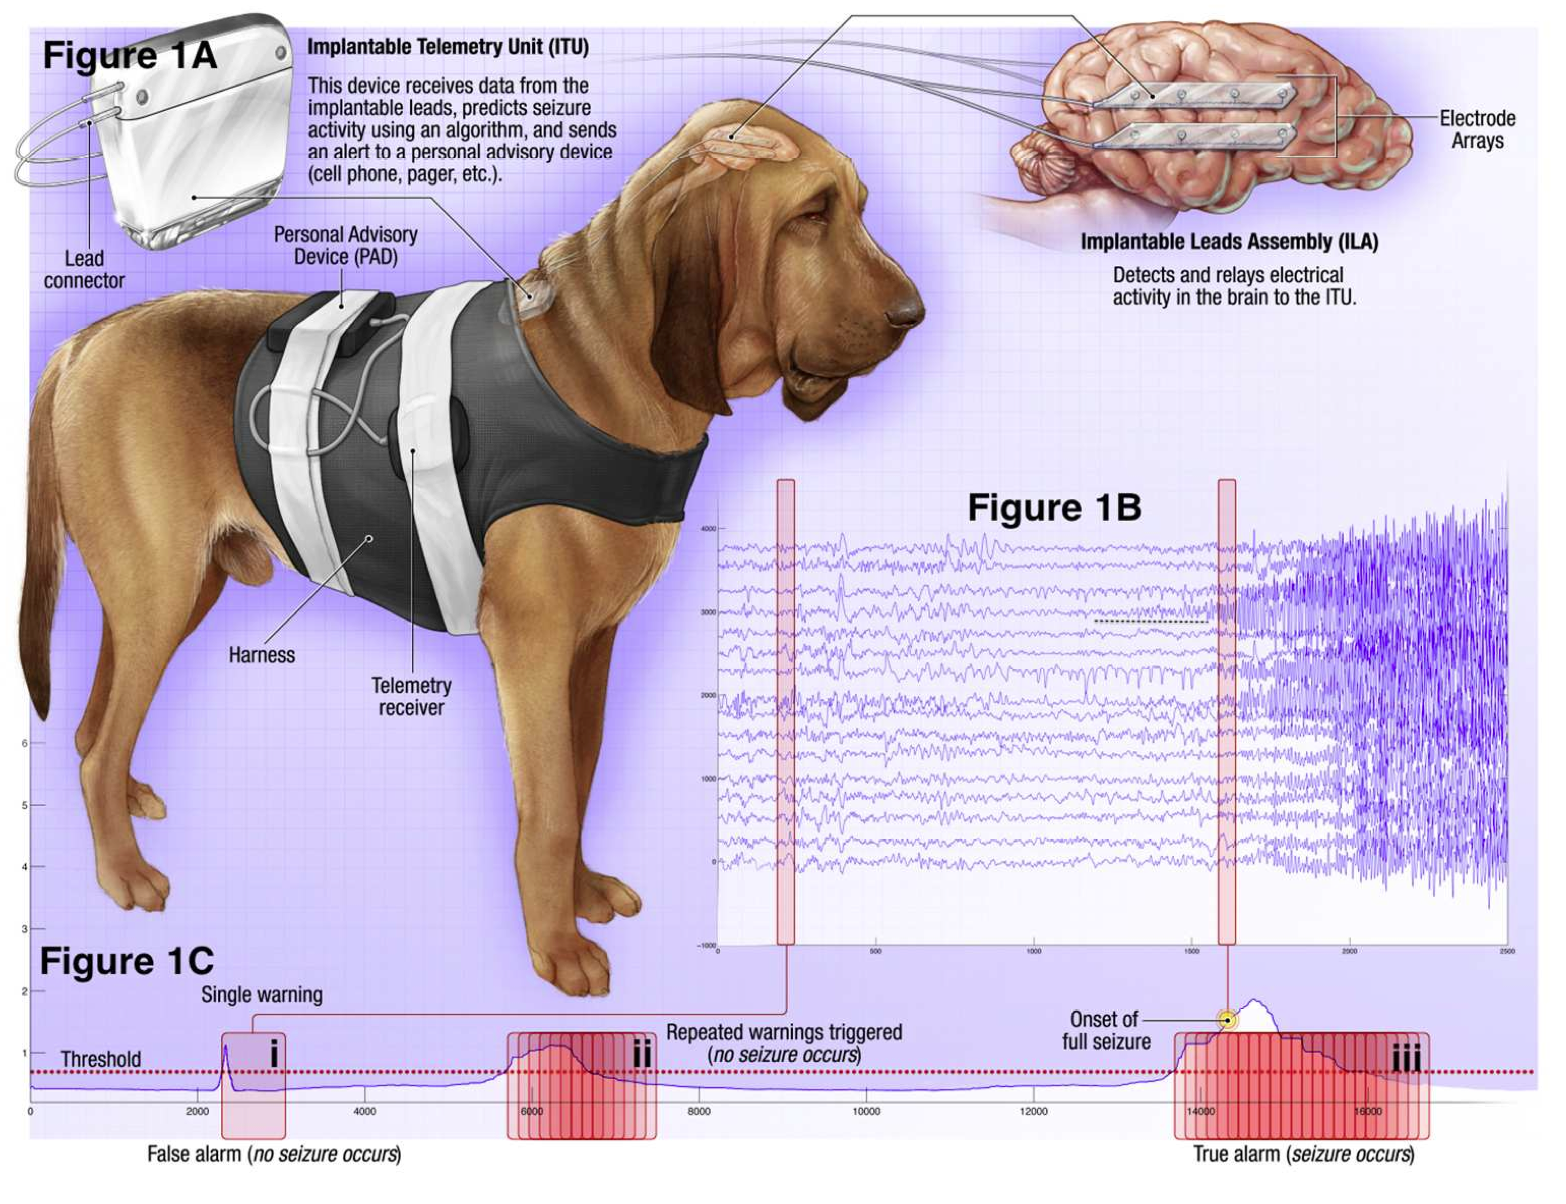 Figure 1A
Implantable Telemetry Unit (ITU)
This device receives data from the
implantable leads, predicts seizure
activity using an algorithm, and sends
an alert to a personal advisory device
(cell phone, pager, etc.).
Lead
connector
Personal Advisory
Device (PAD)
Electrode
Arrays
Implantable Leads Assembly (ILA)
Detects and relays electrical
activity in the brain to the ITU.
Harness
Telemetry
receiver
Figure 1B
4000
3000
2000
1000
0
-1000
0 500 1000 1500 2000 2500
Figure 1C
6
5
4
3
2
1
Single warning
Threshold
i
ii
Repeated warnings triggered
(no seizure occurs)
Onset of
full seizure
iii
0 2000 4000 6000 8000 10000 12000 14000 16000
False alarm (no seizure occurs)
True alarm (seizure occurs)